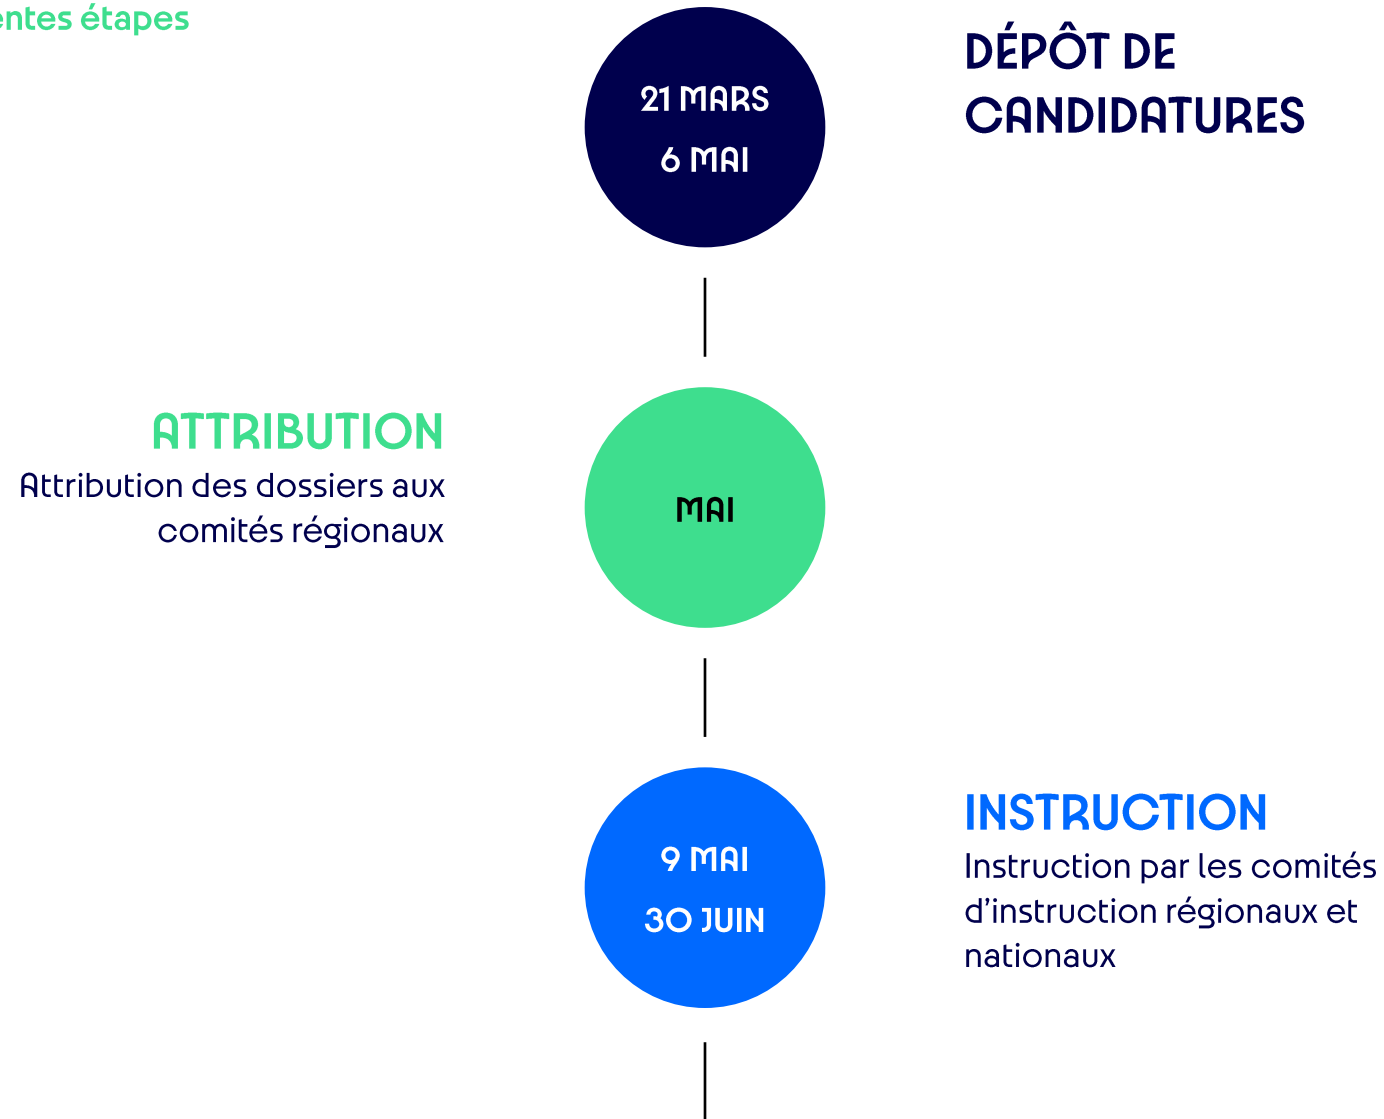 étapes
21 MARS
6 MAI
DÉPÔT DE
CANDIDATURES
ATTRIBUTION
Attribution des dossiers aux
comités régionaux
MAI
9 MAI
30 JUIN
INSTRUCTION
Instruction par les comités
d’instruction régionaux et
nationaux